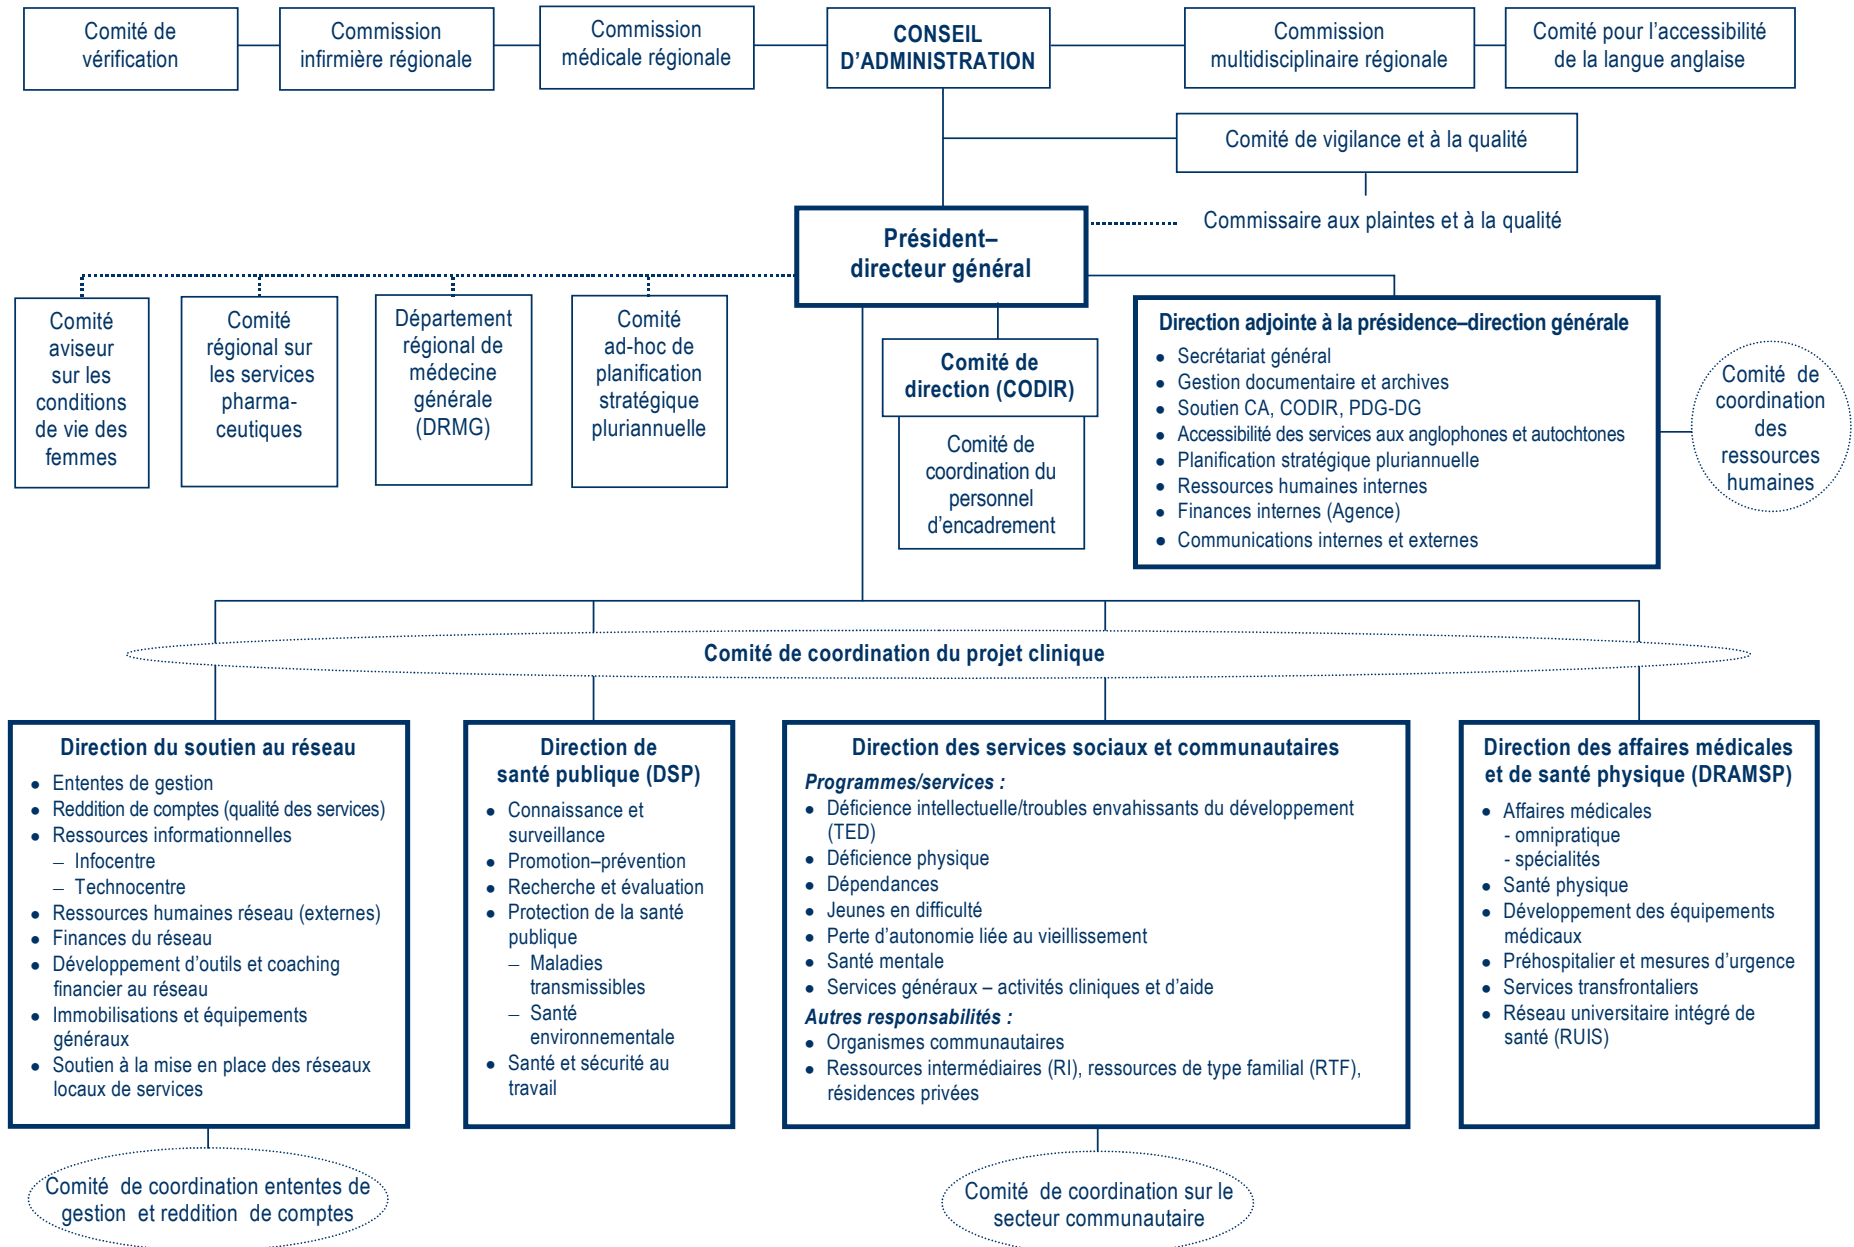 Comité de
vérification
Commission
infirmière régionale
Commission
médicale régionale
CONSEIL
D'ADMINISTRATION
Commission
multidisciplinaire régionale
Comité pour l'accessibilité
de la langue anglaise
Comité de vigilance et à la qualité
Commissaire aux plaintes et à la qualité
Président–
directeur général
Comité
aviseur
sur les
conditions
de vie des
femmes
Comité
régional sur
les services
pharma-
ceutiques
Département
régional de
médecine
générale
(DRMG)
Comité
ad-hoc de
planification
stratégique
pluriannuelle
Comité de
direction (CODIR)
Comité de
coordination du
personnel
d'encadrement
Direction adjointe à la présidence–direction générale
• Secrétariat général
• Gestion documentaire et archives
• Soutien CA, CODIR, PDG-DG
• Accessibilité des services aux anglophones et autochtones
• Planification stratégique pluriannuelle
• Ressources humaines internes
• Finances internes (Agence)
• Communications internes et externes
Comité de
coordination
des
ressources
humaines
Comité de coordination du projet clinique
Direction du soutien au réseau
• Ententes de gestion
• Reddition de comptes (qualité des services)
• Ressources informationnelles
– Infocentre
– Technocentre
• Ressources humaines réseau (externes)
• Finances du réseau
• Développement d'outils et coaching
financier au réseau
• Immobilisations et équipements
généraux
• Soutien à la mise en place des réseaux
locaux de services
Direction de
santé publique (DSP)
• Connaissance et
surveillance
• Promotion–prévention
• Recherche et évaluation
• Protection de la santé
publique
– Maladies
transmissibles
– Santé
environnementale
• Santé et sécurité au
travail
Direction des services sociaux et communautaires
Programmes/services :
• Déficience intellectuelle/troubles envahissants du développement
(TED)
• Déficience physique
• Dépendances
• Jeunes en difficulté
• Perte d'autonomie liée au vieillissement
• Santé mentale
• Services généraux – activités cliniques et d'aide
Autres responsabilités :
• Organismes communautaires
• Ressources intermédiaires (RI), ressources de type familial (RTF),
résidences privées
Direction des affaires médicales
et de santé physique (DRAMSP)
• Affaires médicales
- omnipratique
- spécialités
• Santé physique
• Développement des équipements
médicaux
• Préhospitalier et mesures d'urgence
• Services transfrontaliers
• Réseau universitaire intégré de
santé (RUIS)
Comité de coordination ententes de
gestion et reddition de comptes
Comité de coordination sur le
secteur communautaire